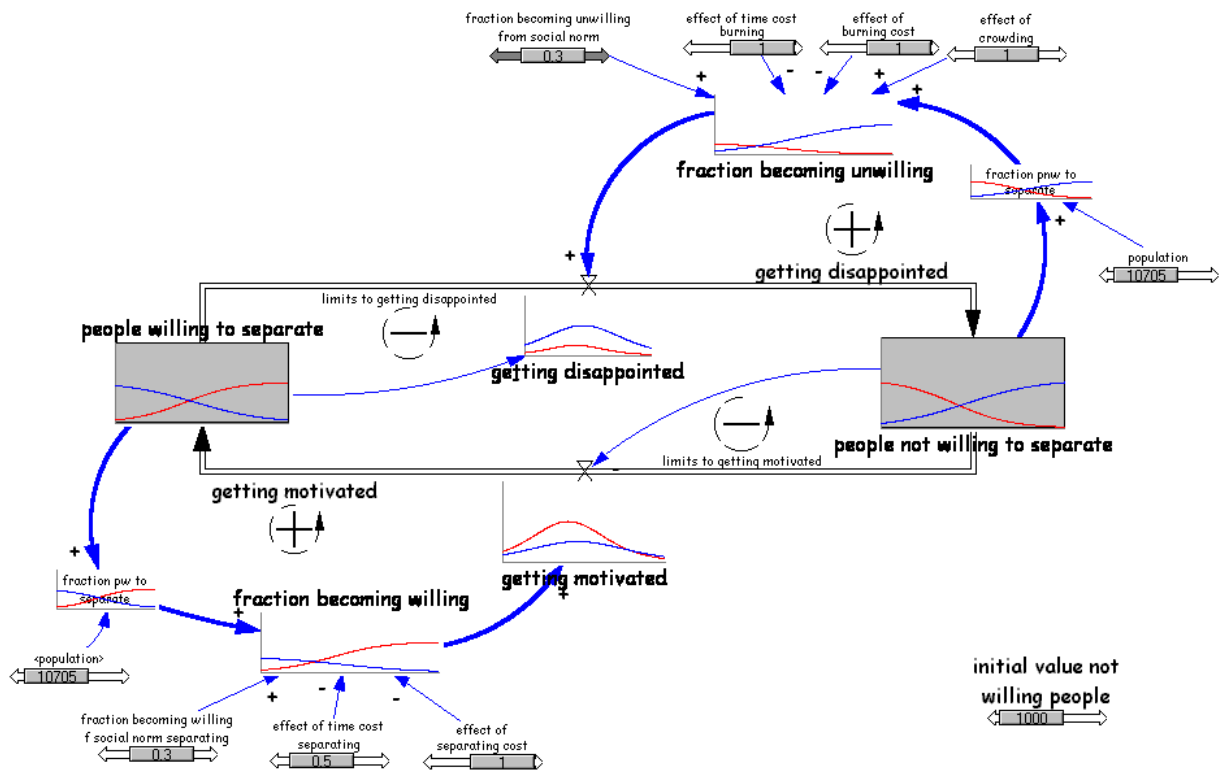 fraction becoming unwilling
from social norm
0.3
effect of time cost
burning
1
effect of
burning cost
1
effect of
crowding
1
+
-
-
+
+
fraction becoming unwilling
fraction pnw to
separate
+
population
10705
+
getting disappointed
+
limits to getting disappointed
people willing to separate
getting disappointed
people not willing to separate
limits to getting motivated
-
getting motivated
getting motivated
+
+
fraction pw to
separate
+
fraction becoming willing
<population>
10705
+
-
-
fraction becoming willing
f social norm separating
0.3
effect of time cost
separating
0.5
effect of
separating cost
1
initial value not
willing people
1000